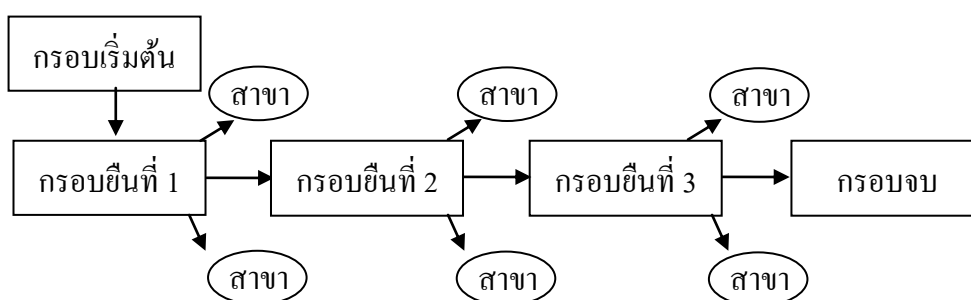 กรอบเริ่มต้น
สาขา
สาขา
สาขา
กรอบยืนที่ 1
กรอบยืนที่ 2
กรอบยืนที่ 3
กรอบจบ
สาขา
สาขา
สาขา